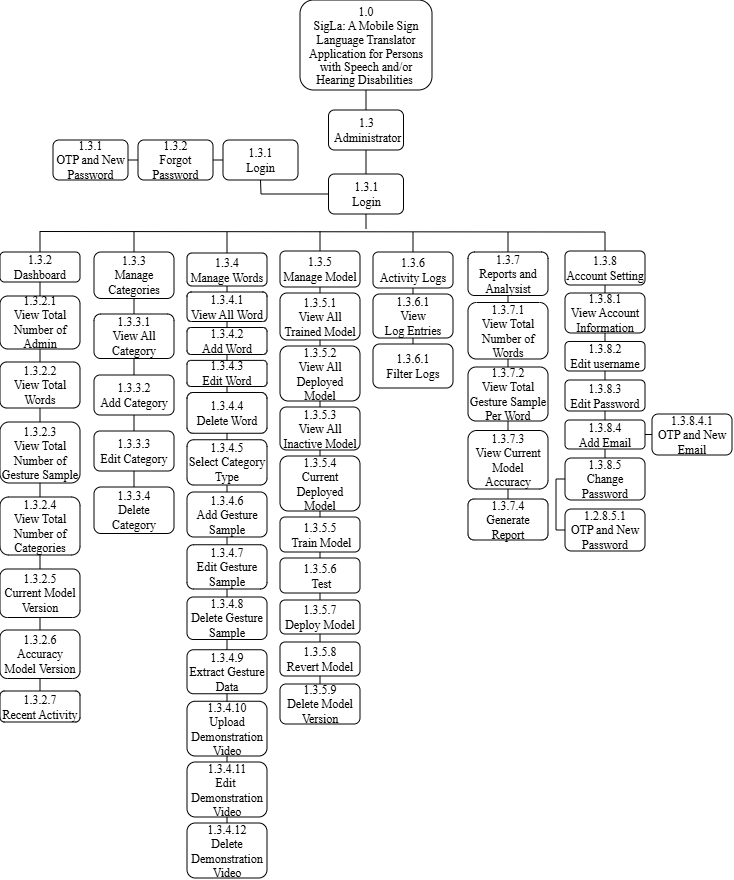 1.0
SigLa: A Mobile Sign
Language Translator
Application for Persons
with Speech and/or
Hearing Disabilities
1.3
Administrator
1.3.1
OTP and New
Password
1.3.2
Forgot
Password
1.3.1
Login
1.3.1
Login
1.3.2
Dashboard
1.3.2.1
View Total
Number of
Admin
1.3.2.2
View Total
Words
1.3.2.3
View Total
Number of
Gesture Sample
1.3.2.4
View Total
Number of
Categories
1.3.2.5
Current Model
Version
1.3.2.6
Accuracy
Model Version
1.3.2.7
Recent Activity
1.3.3
Manage
Categories
1.3.3.1
View All
Category
1.3.3.2
Add Category
1.3.3.3
Edit Category
1.3.3.4
Delete
Category
1.3.4
Manage Words
1.3.4.1
View All Word
1.3.4.2
Add Word
1.3.4.3
Edit Word
1.3.4.4
Delete Word
1.3.4.5
Select Category
Type
1.3.4.6
Add Gesture
Sample
1.3.4.7
Edit Gesture
Sample
1.3.4.8
Delete Gesture
Sample
1.3.4.9
Extract Gesture
Data
1.3.4.10
Upload
Demonstration
Video
1.3.4.11
Edit
Demonstration
Video
1.3.4.12
Delete
Demonstration
Video
1.3.5
Manage Model
1.3.5.1
View All
Trained Model
1.3.5.2
View All
Deployed
Model
1.3.5.3
View All
Inactive Model
1.3.5.4
Current
Deployed
Model
1.3.5.5
Train Model
1.3.5.6
Test
1.3.5.7
Deploy Model
1.3.5.8
Revert Model
1.3.5.9
Delete Model
Version
1.3.6
Activity Logs
1.3.6.1
View
Log Entries
1.3.6.1
Filter Logs
1.3.7
Reports and
Analysist
1.3.7.1
View Total
Number of
Words
1.3.7.2
View Total
Gesture Sample
Per Word
1.3.7.3
View Current
Model
Accuracy
1.3.7.4
Generate
Report
1.3.8
Account Setting
1.3.8.1
View Account
Information
1.3.8.2
Edit username
1.3.8.3
Edit Password
1.3.8.4
Add Email
1.3.8.4.1
OTP and New
Email
1.3.8.5
Change
Password
1.2.8.5.1
OTP and New
Password